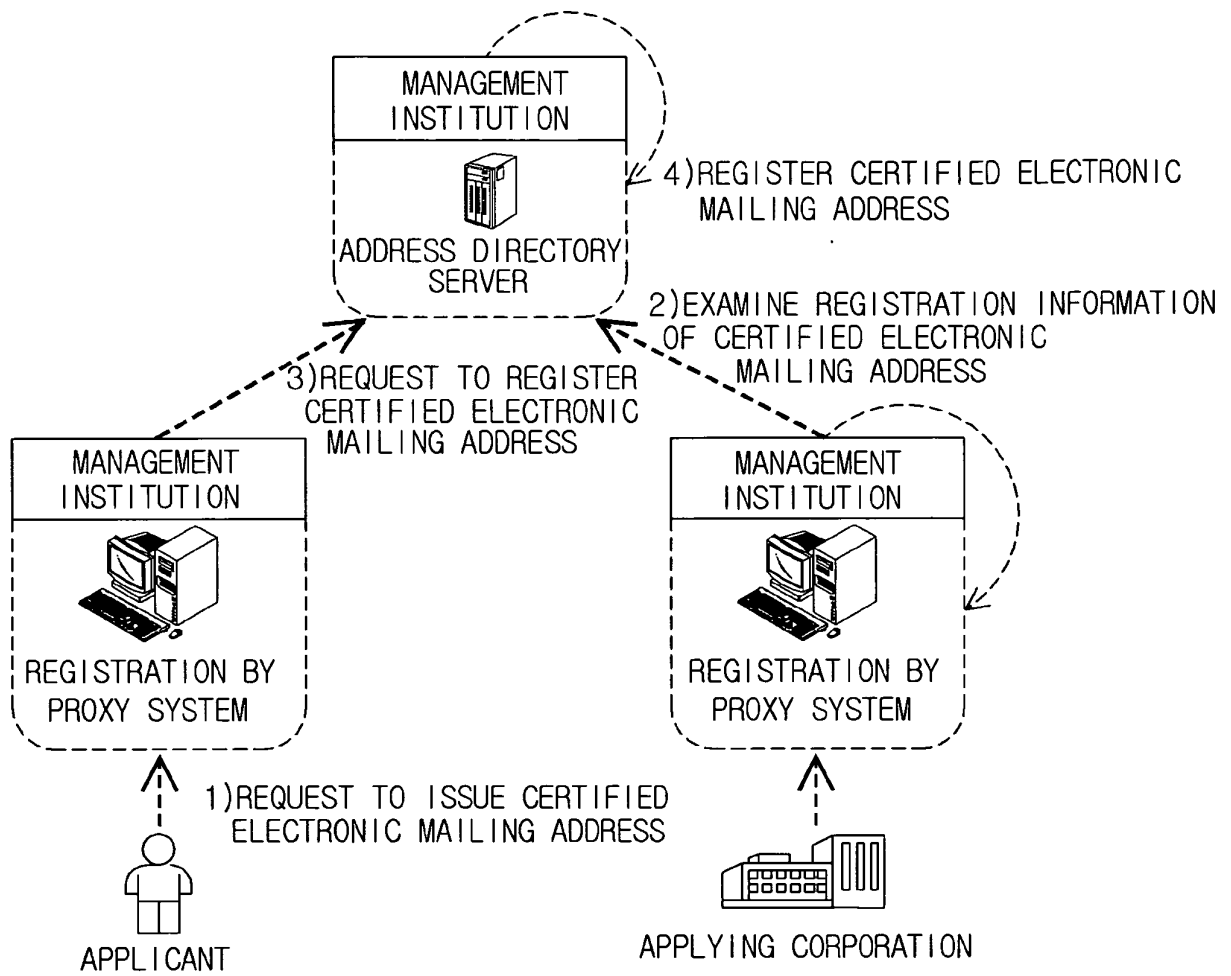 MANAGEMENT
INSTITUTION
ADDRESS DIRECTORY
SERVER
4)REGISTER CERTIFIED ELECTRONIC
MAILING ADDRESS
2)EXAMINE REGISTRATION INFORMATION
OF CERTIFIED ELECTRONIC
MAILING ADDRESS
3)REQUEST TO REGISTER
CERTIFIED ELECTRONIC
MAILING ADDRESS
MANAGEMENT
INSTITUTION
REGISTRATION BY
PROXY SYSTEM
MANAGEMENT
INSTITUTION
REGISTRATION BY
PROXY SYSTEM
1)REQUEST TO ISSUE CERTIFIED
ELECTRONIC MAILING ADDRESS
APPLICANT
APPLYING CORPORATION